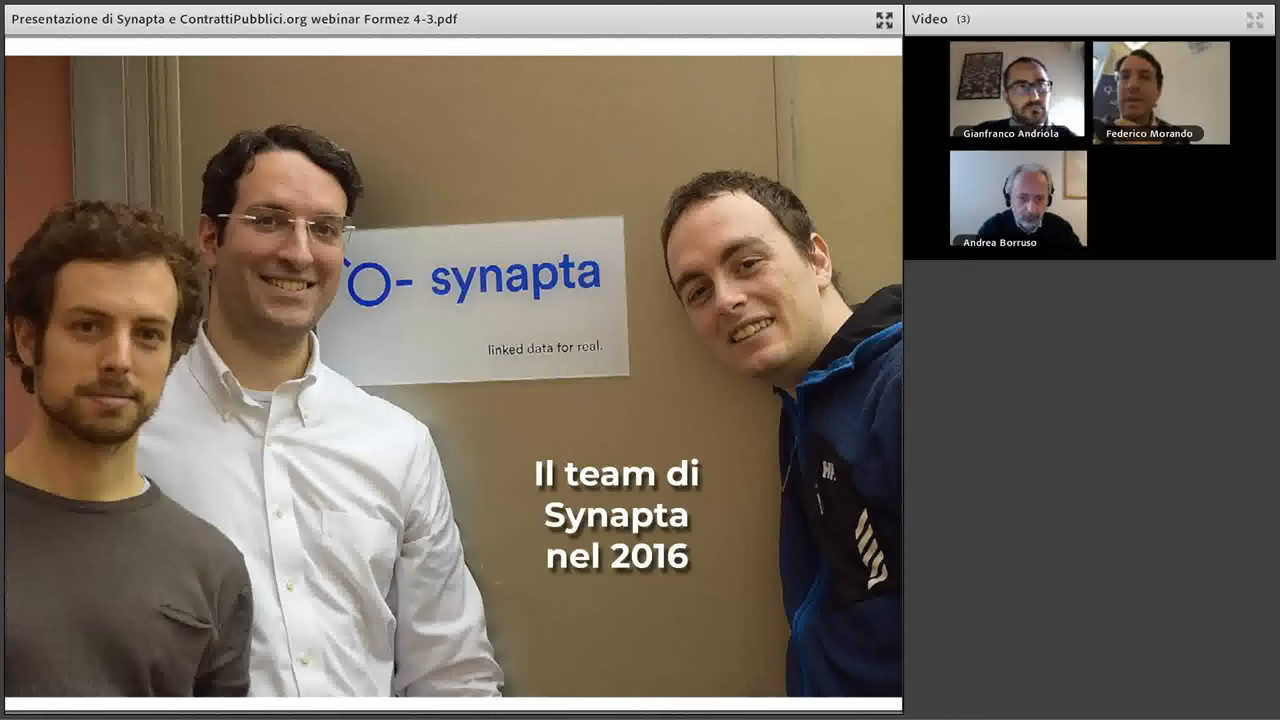 Presentazione di Synapta e ContrattiPubblici.org webinar Formez 4-3.pdf
Video (3)
Gianfranco Andriola
Federico Morando
Andrea Borruso
synapta
linked data for real.
HH
Il team di
Synapta
nel 2016